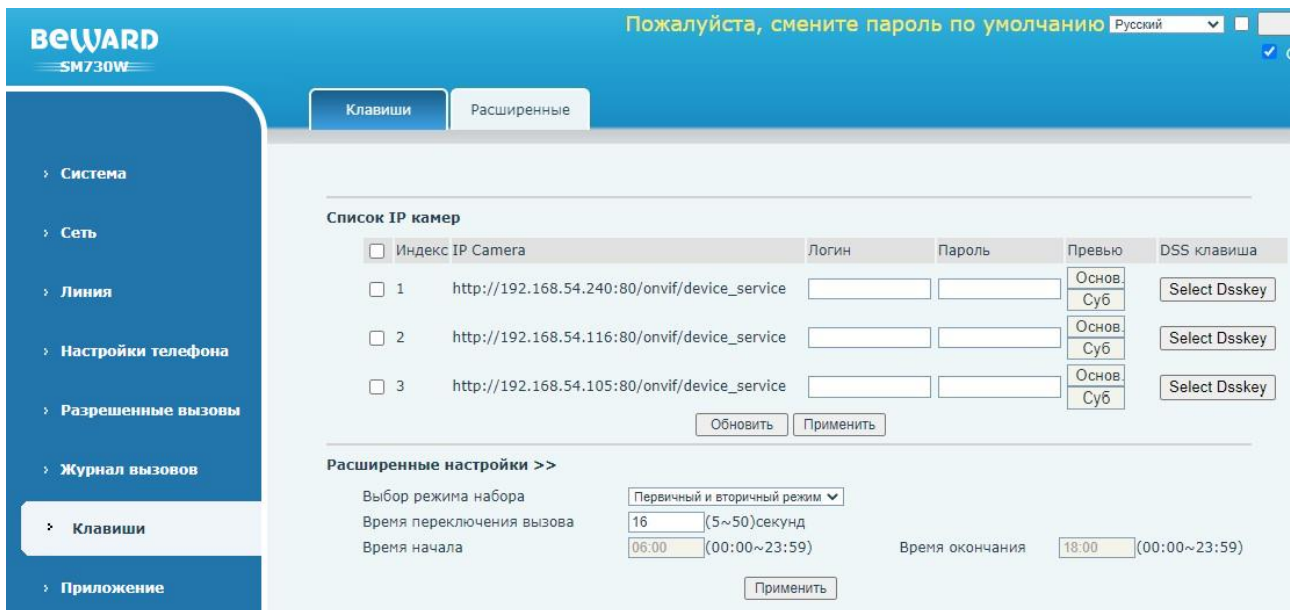 Пожалуйста, смените пароль по умолчанию Русский
BEWARD
SM730W
Клавиши Расширенные
Система
Сеть
Линия
Настройки телефона
Разрешенные вызовы
Журнал вызовов
Клавиши
Приложение
Список IP камер
Индекс IP Camera Логин Пароль Превью DSS клавиша
1 http://192.168.54.240:80/onvif/device_service Основ. Суб Select Dsskey
2 http://192.168.54.116:80/onvif/device_service Основ. Суб Select Dsskey
3 http://192.168.54.105:80/onvif/device_service Основ. Суб Select Dsskey
Обновить Применить
Расширенные настройки >>
Выбор режима набора Первичный и вторичный режим
Время переключения вызова 16 (5~50)секунд
Время начала 06:00 (00:00~23:59) Время окончания 18:00 (00:00~23:59)
Применить